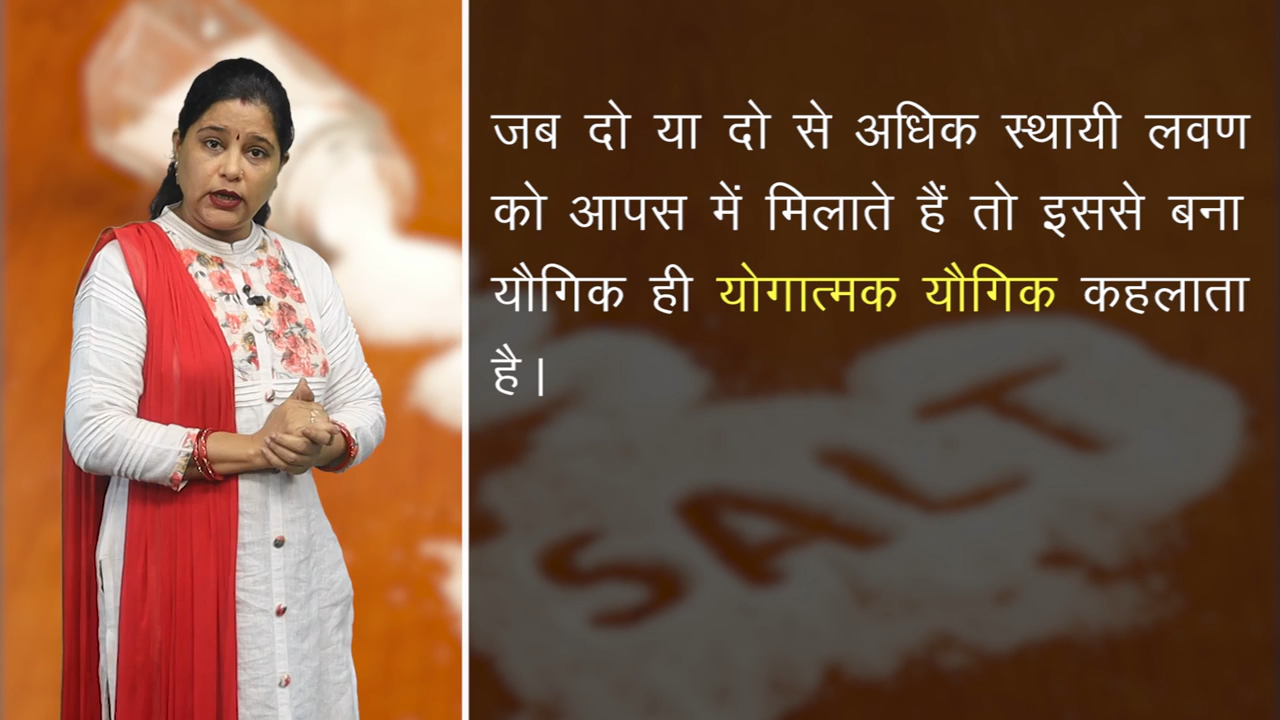 जब दो या दो से अधिक स्थायी लवण
को आपस में मिलाते हैं तो इससे बना
यौगिक ही योगात्मक यौगिक कहलाता
है।
SALT